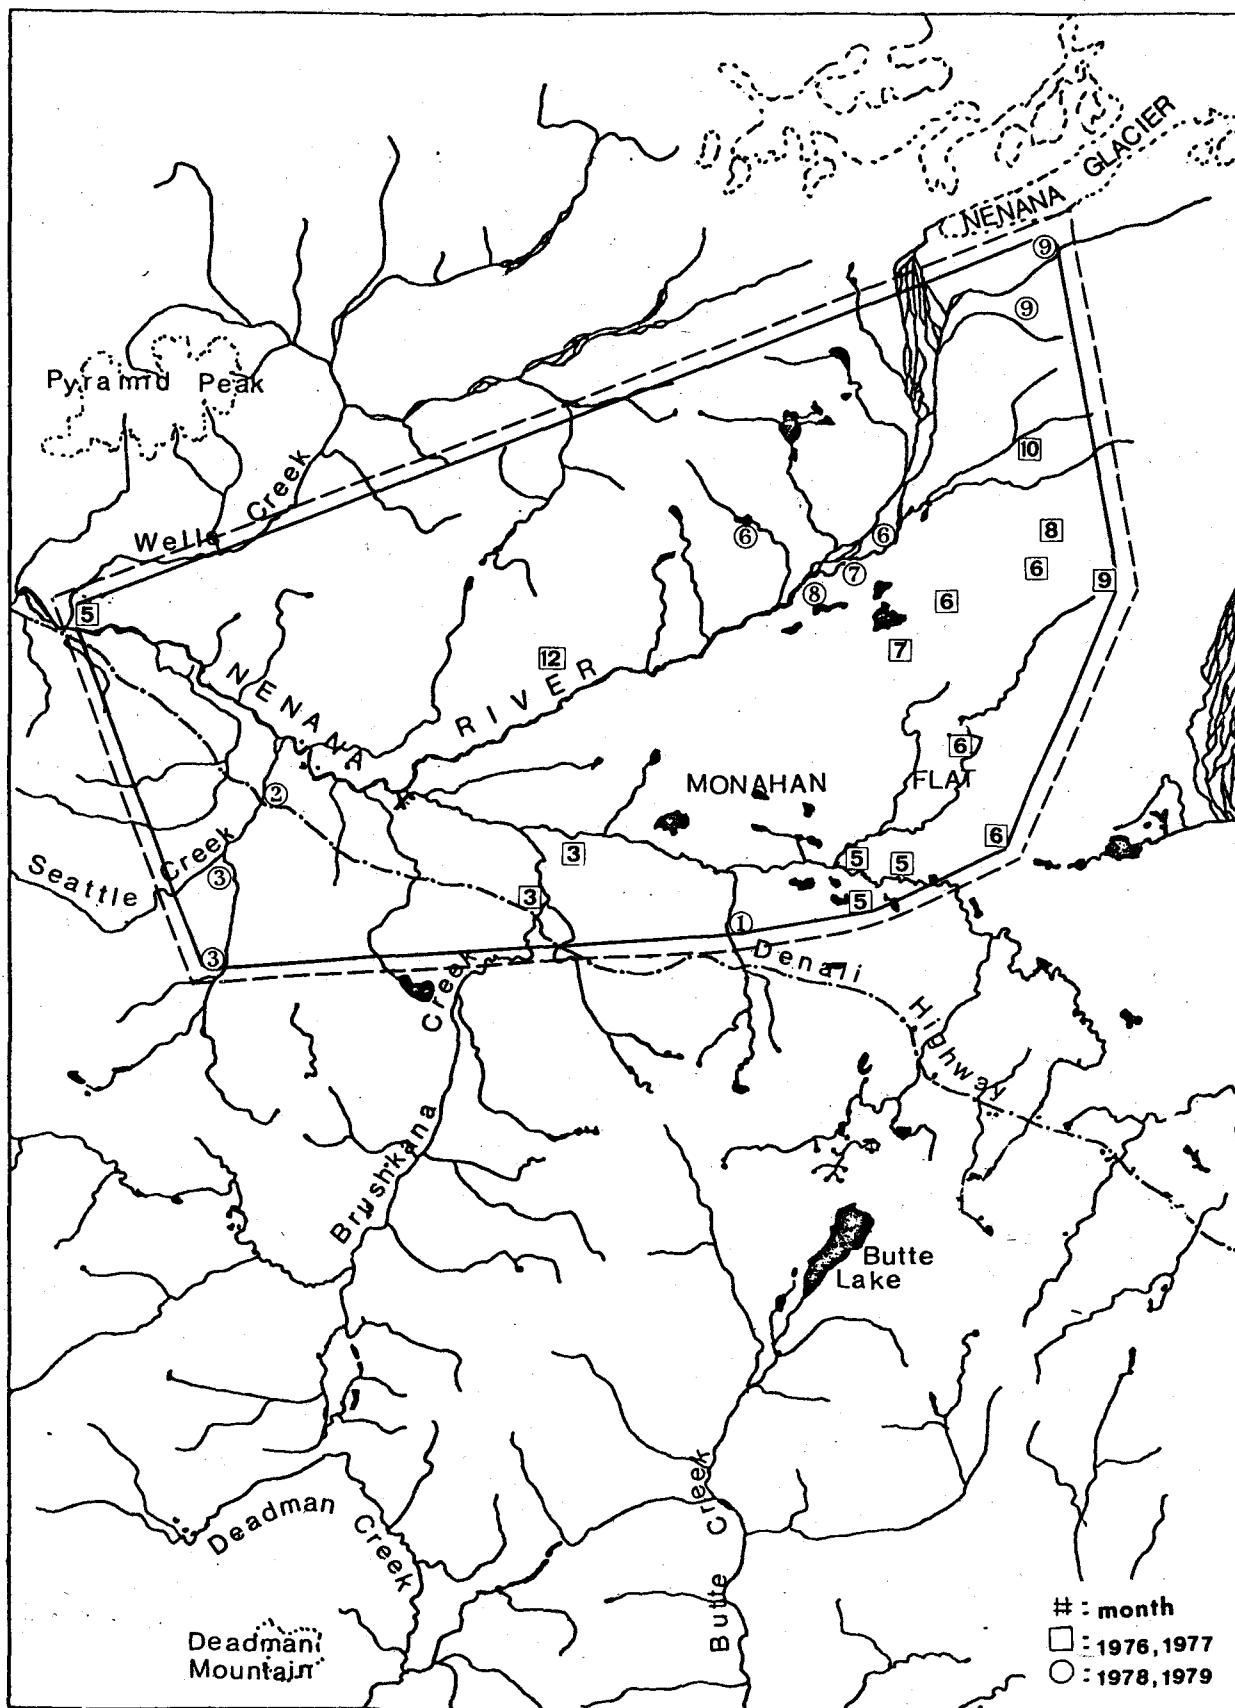 NENANA GLACIER
9
9
Pyramid Peak
10
Wells Creek
6
6
8
7
6
9
8
6
5
7
12
NENANA RIVER
6
MONAHAN FLAT
2
6
3
5
5
Seattle Creek
3
3
5
1
3
Denali Highway
Brushkana Creek
Butte
Lake
Deadman Creek
Butte Creek
Deadman
Mountain
# : month
□ : 1976, 1977
○ : 1978, 1979